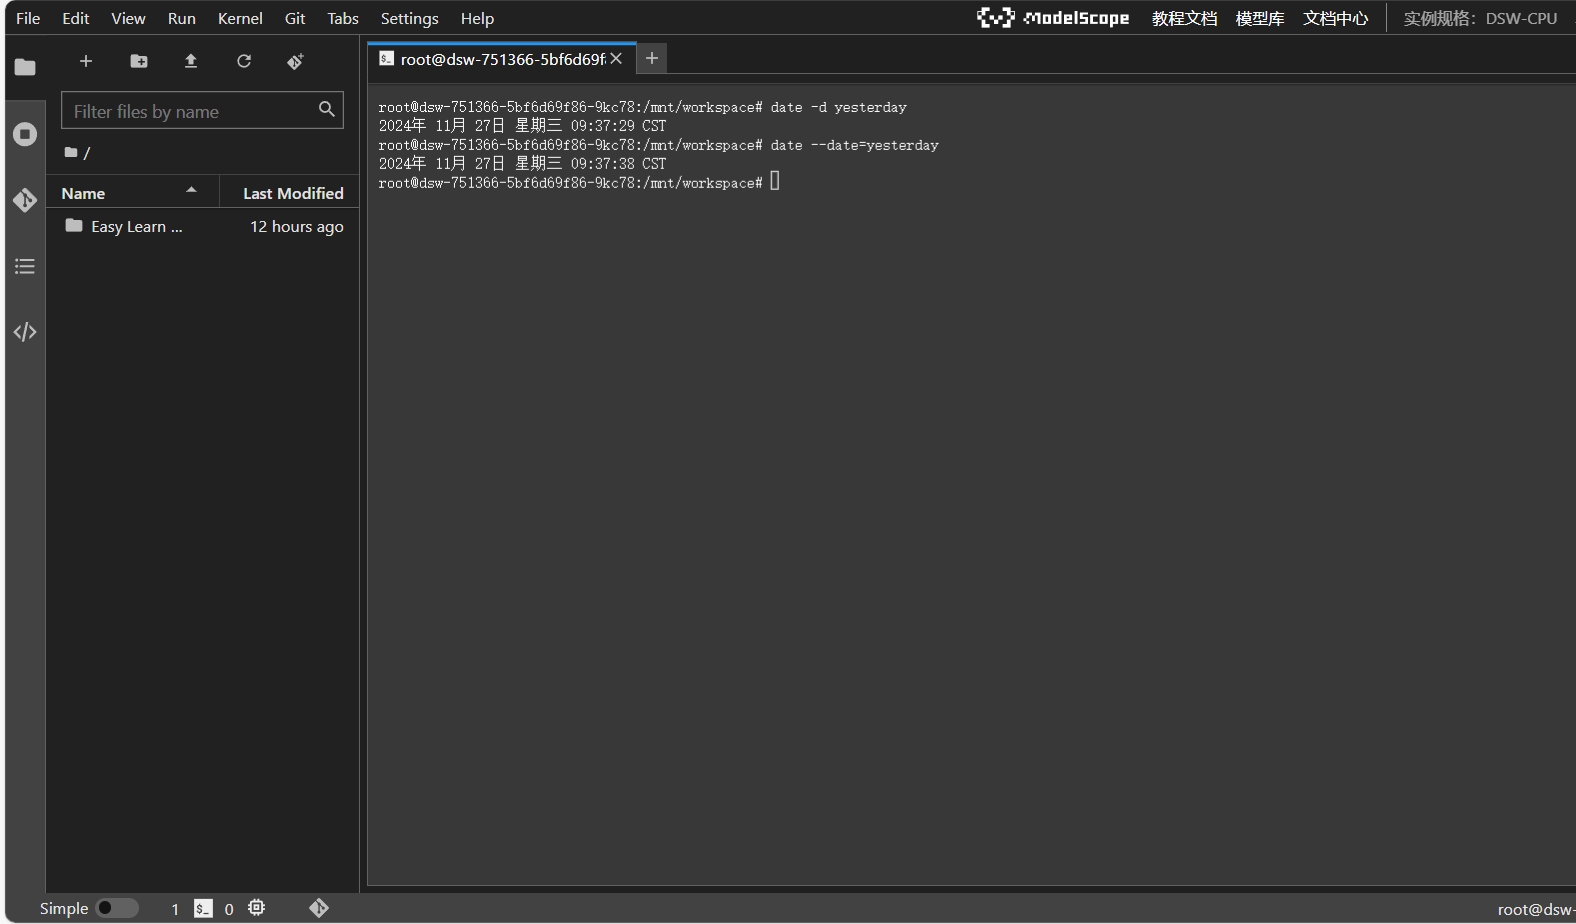 File Edit View Run Kernel Git Tabs Settings Help
ModelScope 教程文档 模型库 文档中心 实例规格：DSW-CPU
root@dsw-751366-5bf6d69f
Filter files by name
/
Name Last Modified
Easy Learn ... 12 hours ago
root@dsw-751366-5bf6d69f86-9kc78:/mnt/workspace# date -d yesterday
2024年 11月 27日 星期三 09:37:29 CST
root@dsw-751366-5bf6d69f86-9kc78:/mnt/workspace# date --date=yesterday
2024年 11月 27日 星期三 09:37:38 CST
root@dsw-751366-5bf6d69f86-9kc78:/mnt/workspace#
Simple 1 $_ 0 root@dsw-